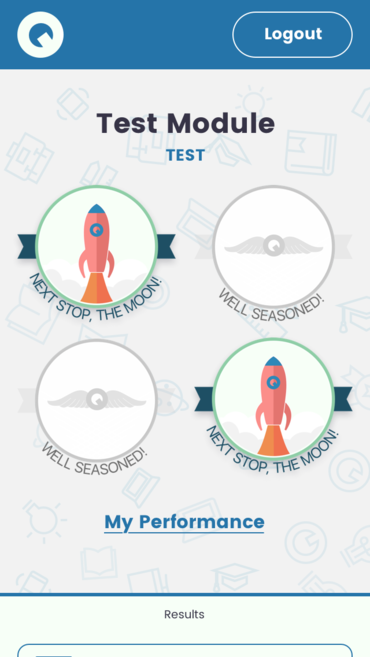 Logout
Test Module
TEST
NEXT STOP, THE MOON!
WELL SEASONED!
WELL SEASONED!
NEXT STOP, THE MOON!
My Performance
Results